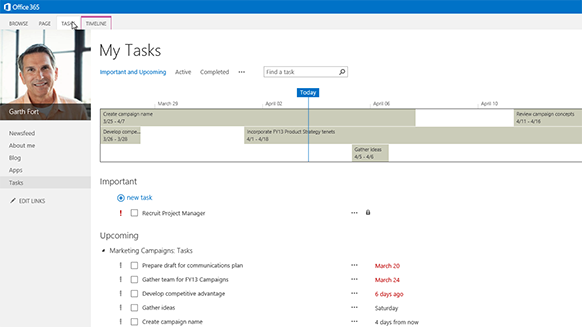 Office 365
BROWSE PAGE TASKS TIMELINE
My Tasks
Important and Upcoming Active Completed ••• Find a task
Today
March 29 April 02 April 06 April 10
Create campaign name
3/25 - 4/7
Review campaign concepts
4/11 - 4/16
Develop compe...
3/26 - 3/28
Incorporate FY13 Product Strategy tenets
4/1 - 4/18
Gather ideas
4/5 - 4/6
Garth Fort
Newsfeed
About me
Blog
Apps
Tasks
EDIT LINKS
Important
new task
! Recruit Project Manager •••
Upcoming
Marketing Campaigns: Tasks
! Prepare draft for communications plan ••• March 20
! Gather team for FY13 Campaigns ••• March 24
! Develop competitive advantage ••• 6 days ago
! Gather ideas ••• Saturday
! Create campaign name ••• 4 days from now